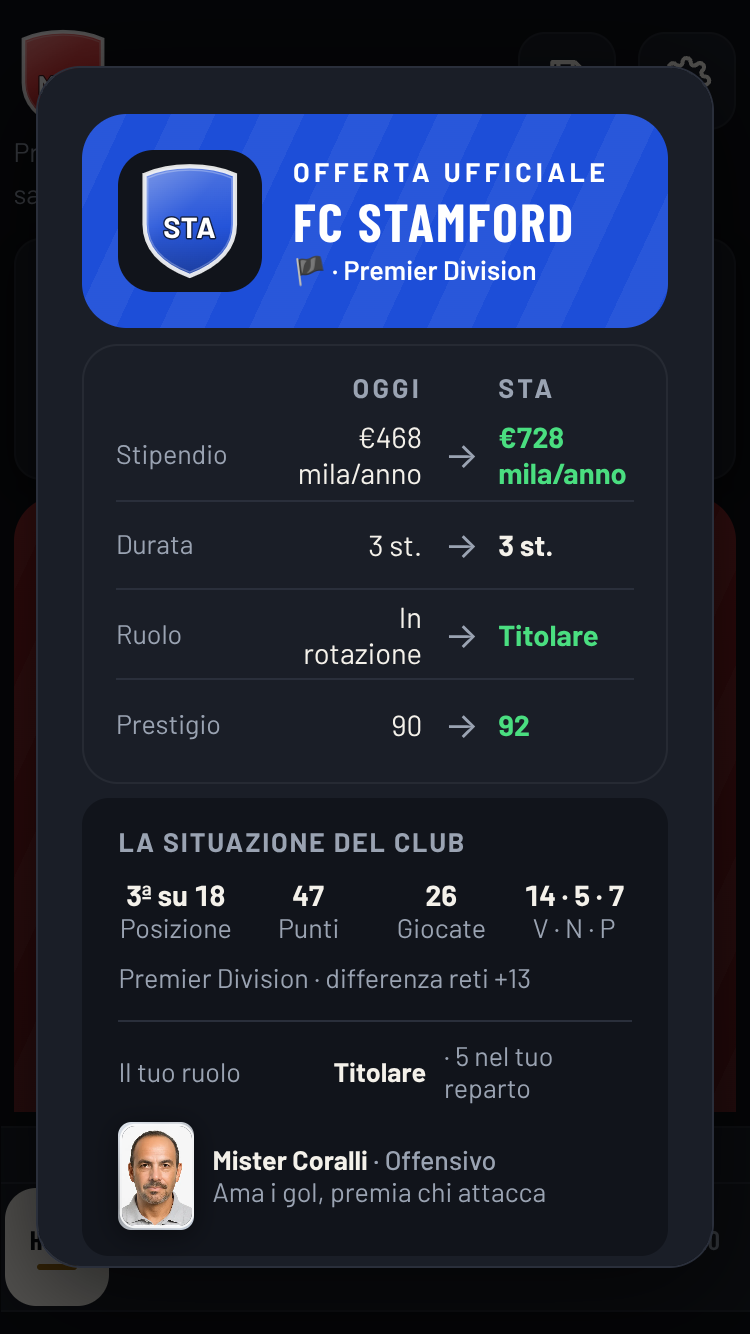 OFFERTA UFFICIALE
STA
FC STAMFORD
· Premier Division
OGGI STA
Stipendio €468 mila/anno → €728 mila/anno
Durata 3 st. → 3 st.
Ruolo In rotazione → Titolare
Prestigio 90 → 92
LA SITUAZIONE DEL CLUB
3ª su 18 47 26 14 · 5 · 7
Posizione Punti Giocate V · N · P
Premier Division · differenza reti +13
Il tuo ruolo Titolare · 5 nel tuo reparto
Mister Coralli · Offensivo
Ama i gol, premia chi attacca